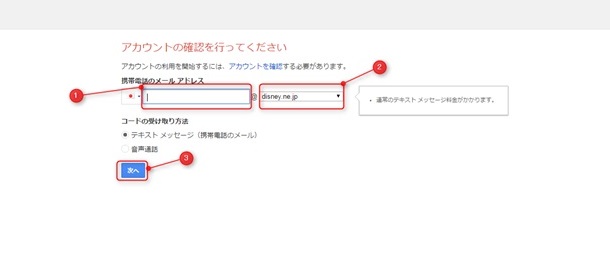 アカウントの確認を行ってください
アカウントの利用を開始するには、アカウントを確認する必要があります。
携帯電話のメール アドレス
1
@ disney.ne.jp
2
通常のテキスト メッセージ料金がかかります。
コードの受け取り方法
テキスト メッセージ（携帯電話のメール）
音声通話
次へ
3